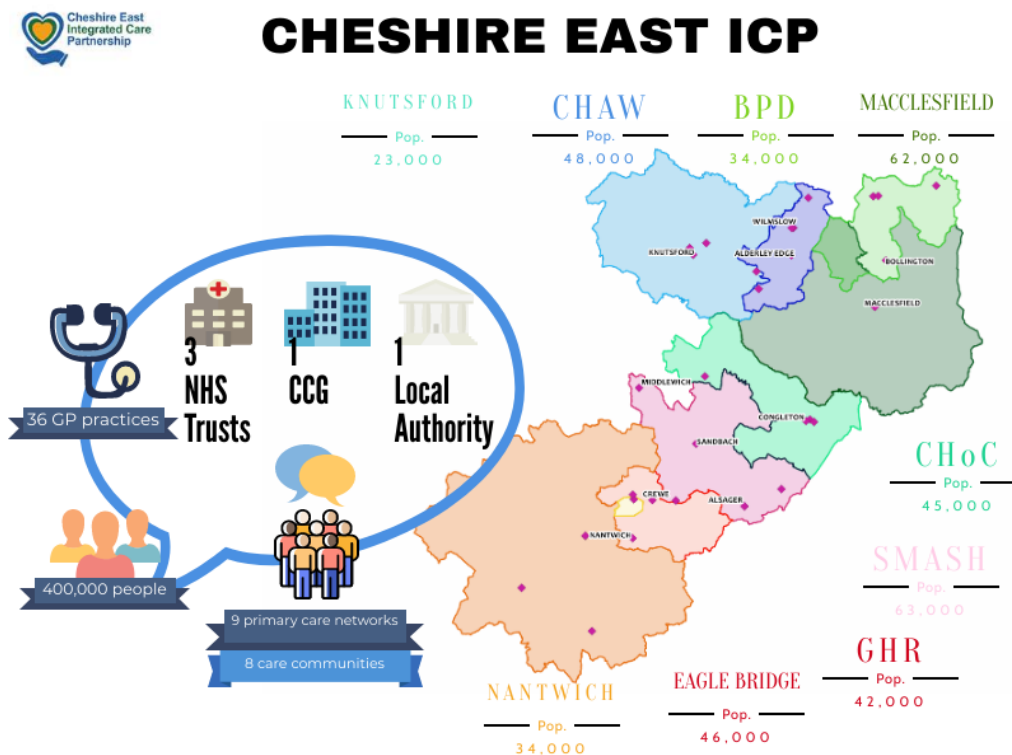 Cheshire East
Integrated Care
Partnership
CHESHIRE EAST ICP
KNUTSFORD
Pop.
23,000
CHAW
Pop.
48,000
BPD
Pop.
34,000
MACCLESFIELD
Pop.
62,000
WILMSLOW
KNUTSFORD
ALDERLEY EDGE
BOLLINGTON
MACCLESFIELD
MIDDLEWICH
CONGLETON
SANDBACH
CREWE
ALSAGER
NANTWICH
3
NHS
Trusts
1
CCG
1
Local
Authority
36 GP practices
400,000 people
9 primary care networks
8 care communities
CHoC
Pop.
45,000
SMASH
Pop.
63,000
GHR
Pop.
42,000
EAGLE BRIDGE
Pop.
46,000
NANTWICH
Pop.
34,000